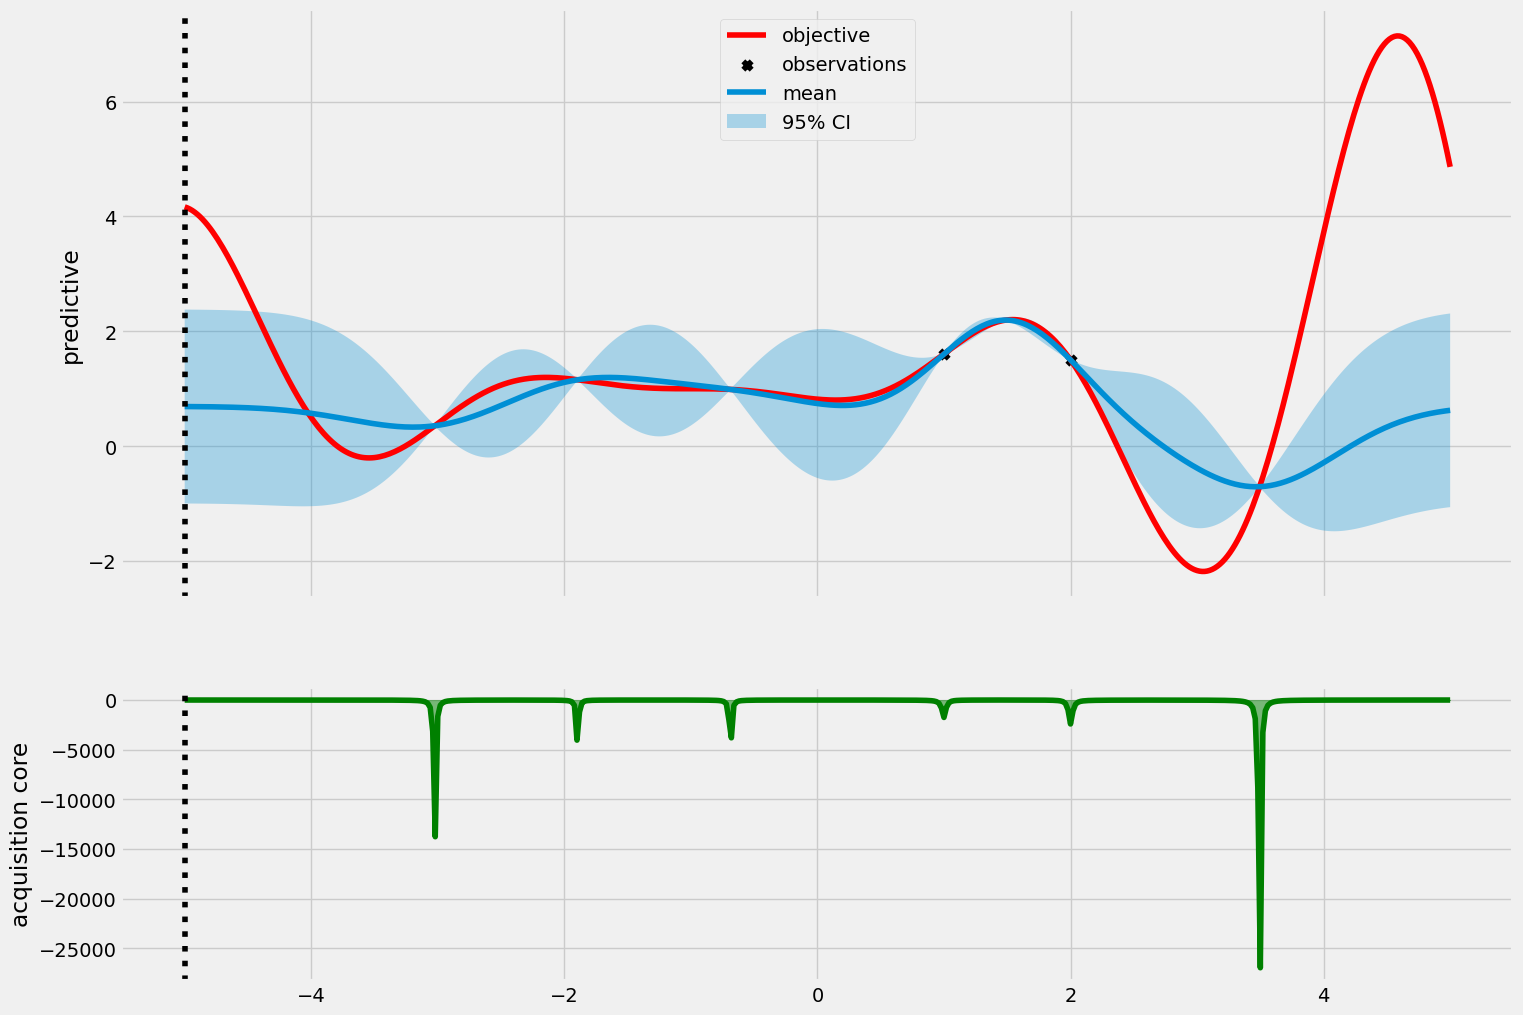 objective
observations
mean
95% CI
predictive
6
4
2
0
−2
acquisition core
0
−5000
−10000
−15000
−20000
−25000
−4
−2
0
2
4